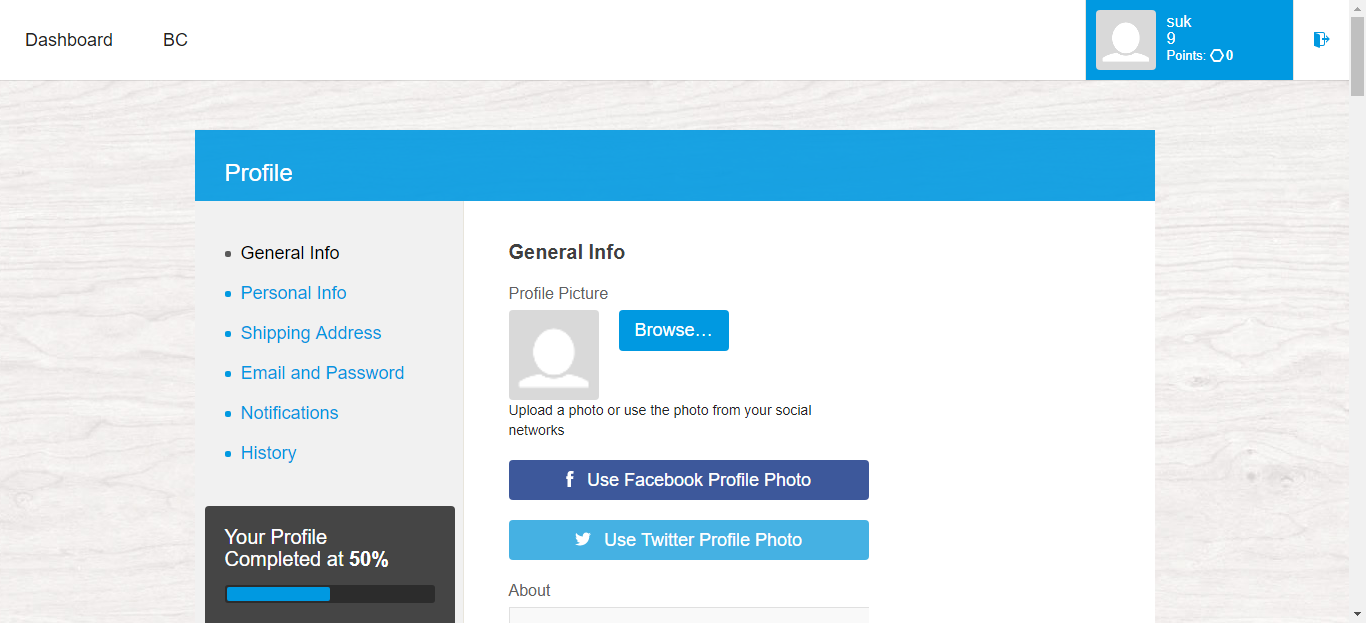 Dashboard
BC
suk
9
Points: 0
Profile
General Info
Personal Info
Shipping Address
Email and Password
Notifications
History
Your Profile
Completed at 50%
General Info
Profile Picture
Browse...
Upload a photo or use the photo from your social
networks
Use Facebook Profile Photo
Use Twitter Profile Photo
About